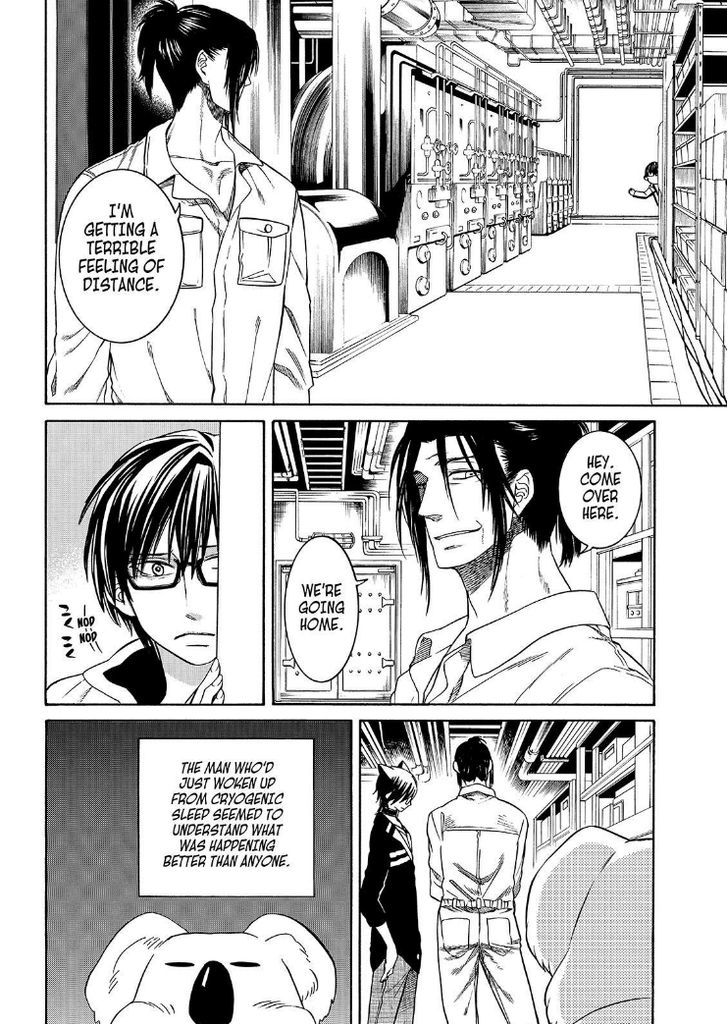 I'M
GETTING A
TERRIBLE
FEELING OF
DISTANCE.
HEY.
COME
OVER
HERE.
WE'RE
GOING
HOME.
NOD
NOD
THE MAN WHO'D
JUST WOKEN UP
FROM CRYOGENIC
SLEEP SEEMED TO
UNDERSTAND WHAT
WAS HAPPENING
BETTER THAN ANYONE.